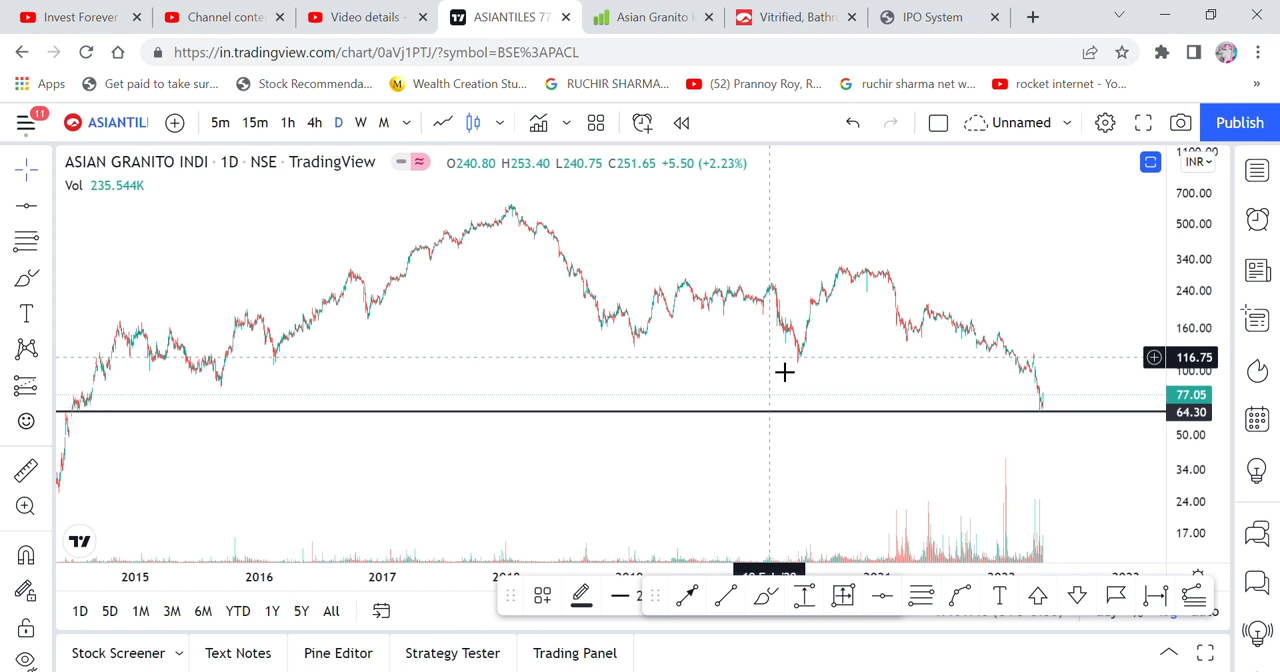 Invest Forever
Channel conte
Video details -
ASIANTILES 77
Asian Granito I
Vitrified, Bathr
IPO System
https://in.tradingview.com/chart/0aVj1PTJ/?symbol=BSE%3APACL
Apps
Get paid to take sur...
Stock Recommenda...
M
Wealth Creation Stu...
G
RUCHIR SHARMA...
(52) Prannoy Roy, R...
G
ruchir sharma net w...
rocket internet - Yo...
»
11
ASIANTIL
5m
15m
1h
4h
D
W
M
Unnamed
Publish
ASIAN GRANITO INDI · 1D · NSE · TradingView
O240.80 H253.40 L240.75 C251.65 +5.50 (+2.23%)
INR
Vol 235.544K
700.00
500.00
340.00
240.00
160.00
116.75
100.00
77.05
64.30
50.00
34.00
24.00
17.00
2015
2016
2017
2018
1D
5D
1M
3M
6M
YTD
1Y
5Y
All
T
Stock Screener
Text Notes
Pine Editor
Strategy Tester
Trading Panel